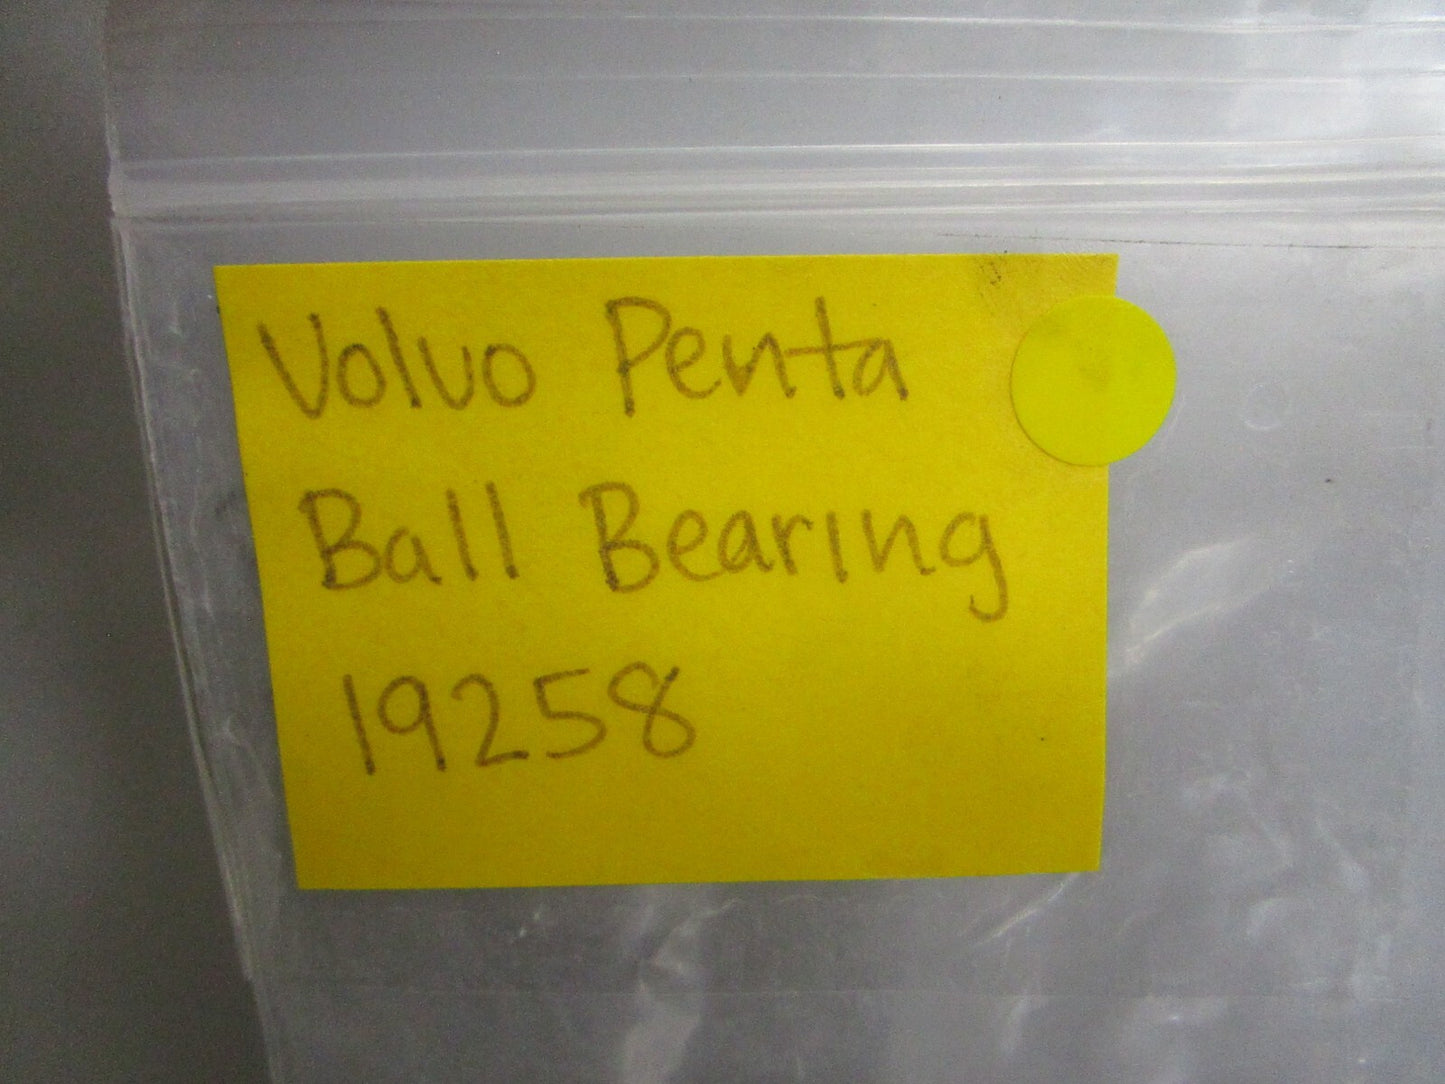 Volvo Penta
Ball Bearing
19258